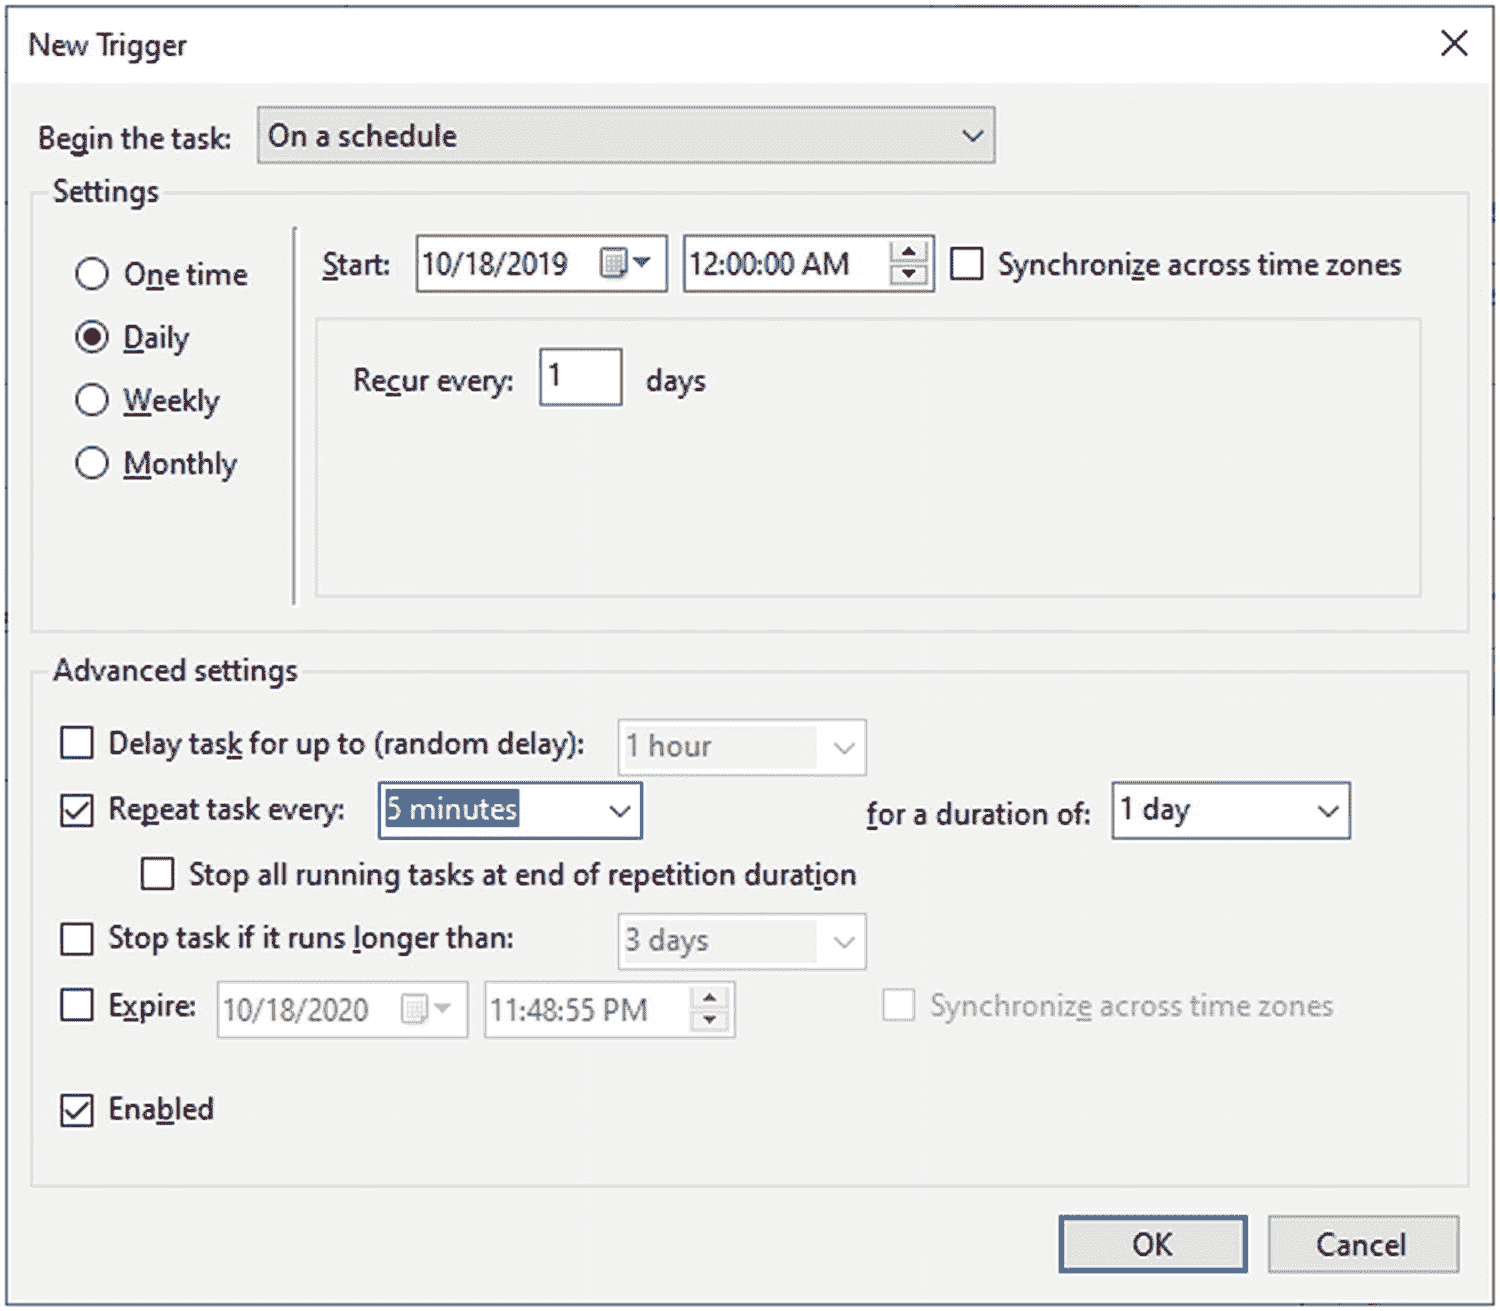 New Trigger
Begin the task: On a schedule
Settings
One time
Start: 10/18/2019 12:00:00 AM Synchronize across time zones
Daily
Recur every: 1 days
Weekly
Monthly
Advanced settings
Delay task for up to (random delay): 1 hour
Repeat task every: 5 minutes for a duration of: 1 day
Stop all running tasks at end of repetition duration
Stop task if it runs longer than: 3 days
Expire: 10/18/2020 11:48:55 PM Synchronize across time zones
Enabled
OK Cancel